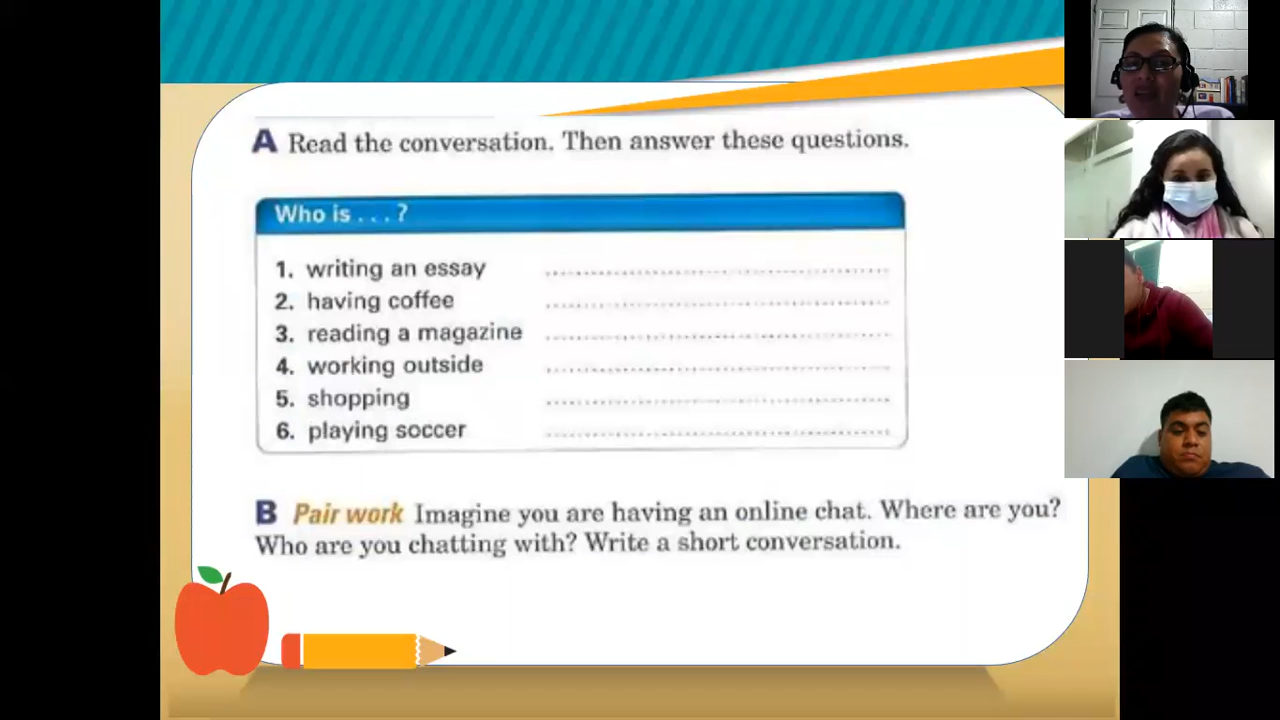 A Read the conversation. Then answer these questions.
Who is . . . ?
1. writing an essay
2. having coffee
3. reading a magazine
4. working outside
5. shopping
6. playing soccer
B Pair work Imagine you are having an online chat. Where are you?
Who are you chatting with? Write a short conversation.